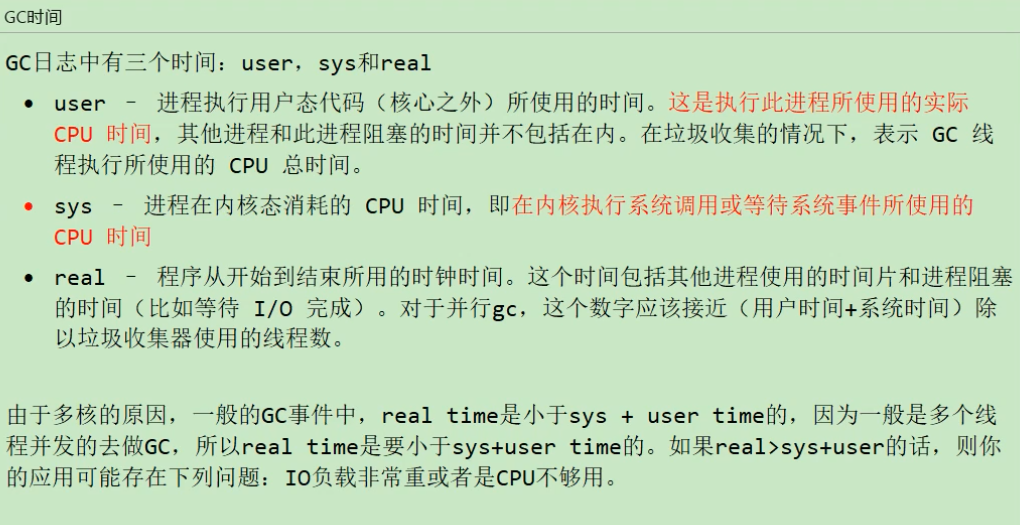 GC时间
GC日志中有三个时间：user，sys和real
• user – 进程执行用户态代码（核心之外）所使用的时间。这是执行此进程所使用的实际
CPU 时间，其他进程和此进程阻塞的时间并不包括在内。在垃圾收集的情况下，表示 GC 线
程执行所使用的 CPU 总时间。
• sys – 进程在内核态消耗的 CPU 时间，即在内核执行系统调用或等待系统事件所使用的
CPU 时间
• real – 程序从开始到结束所用的时钟时间。这个时间包括其他进程使用的时间片和进程阻塞
的时间（比如等待 I/O 完成）。对于并行gc，这个数字应该接近（用户时间+系统时间）除
以垃圾收集器使用的线程数。
由于多核的原因，一般的GC事件中，real time是小于sys + user time的，因为一般是多个线
程并发的去做GC，所以real time是要小于sys+user time的。如果real>sys+user的话，则你
的应用可能存在下列问题：IO负载非常重或者是CPU不够用。